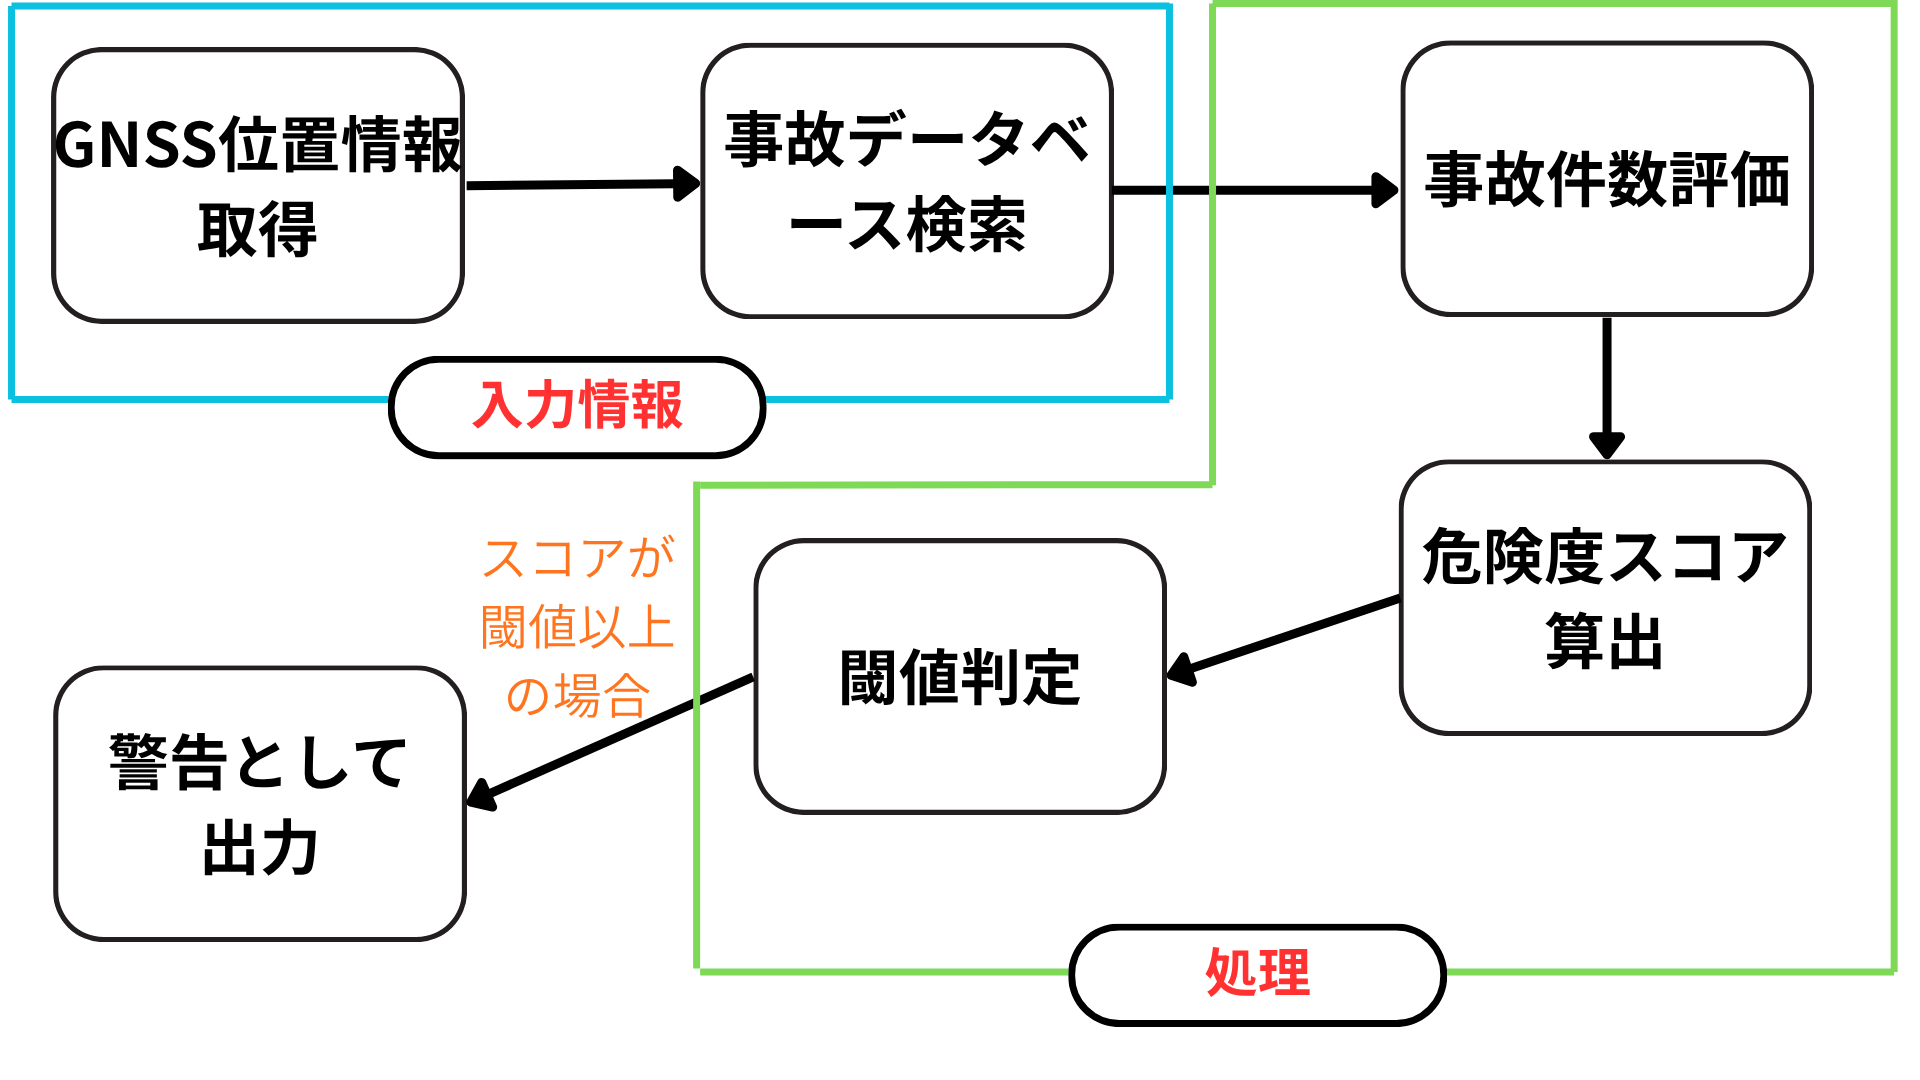 GNSS位置情報
取得
事故データベ
ース検索
事故件数評価
入力情報
危険度スコア
算出
スコアが
閾値以上
の場合
閾値判定
警告として
出力
処理